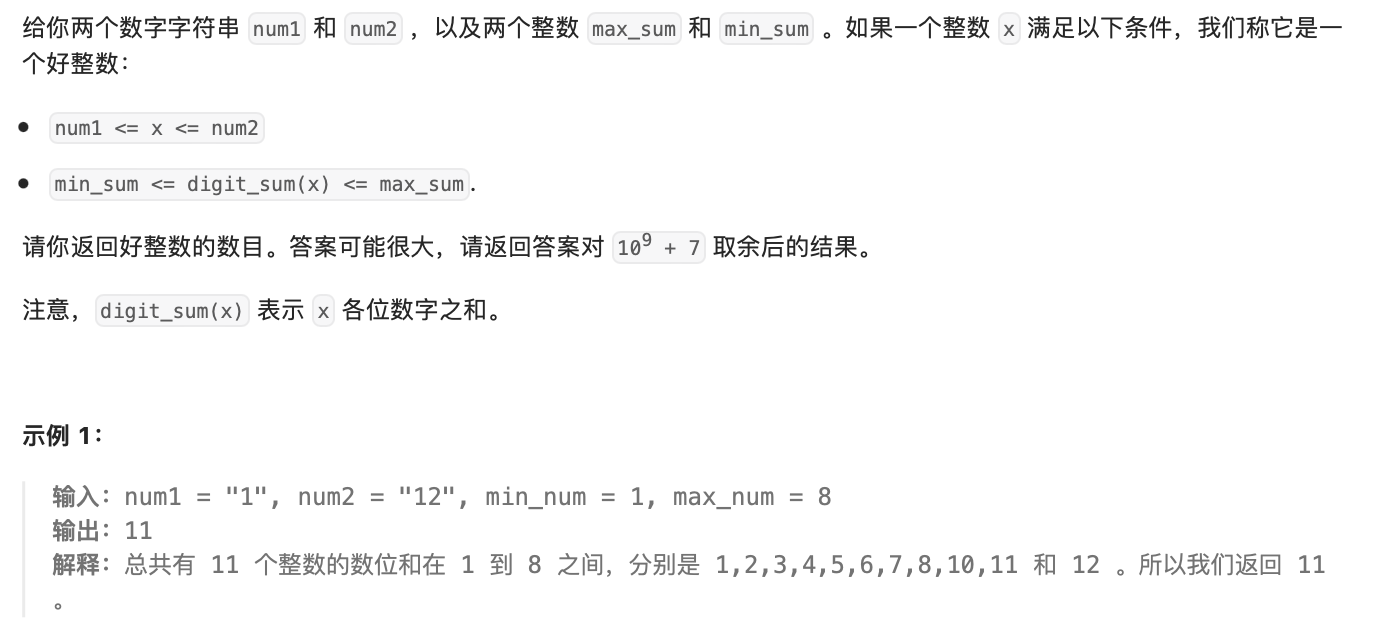 给你两个数字字符串 num1 和 num2 ，以及两个整数 max_sum 和 min_sum 。如果一个整数 x 满足以下条件，我们称它是一
个好整数：
• num1 <= x <= num2
• min_sum <= digit_sum(x) <= max_sum.
请你返回好整数的数目。答案可能很大，请返回答案对 10⁹ + 7 取余后的结果。
注意，digit_sum(x) 表示 x 各位数字之和。
示例 1：
输入：num1 = "1", num2 = "12", min_num = 1, max_num = 8
输出：11
解释：总共有 11 个整数的数位和在 1 到 8 之间，分别是 1,2,3,4,5,6,7,8,10,11 和 12 。所以我们返回 11
。